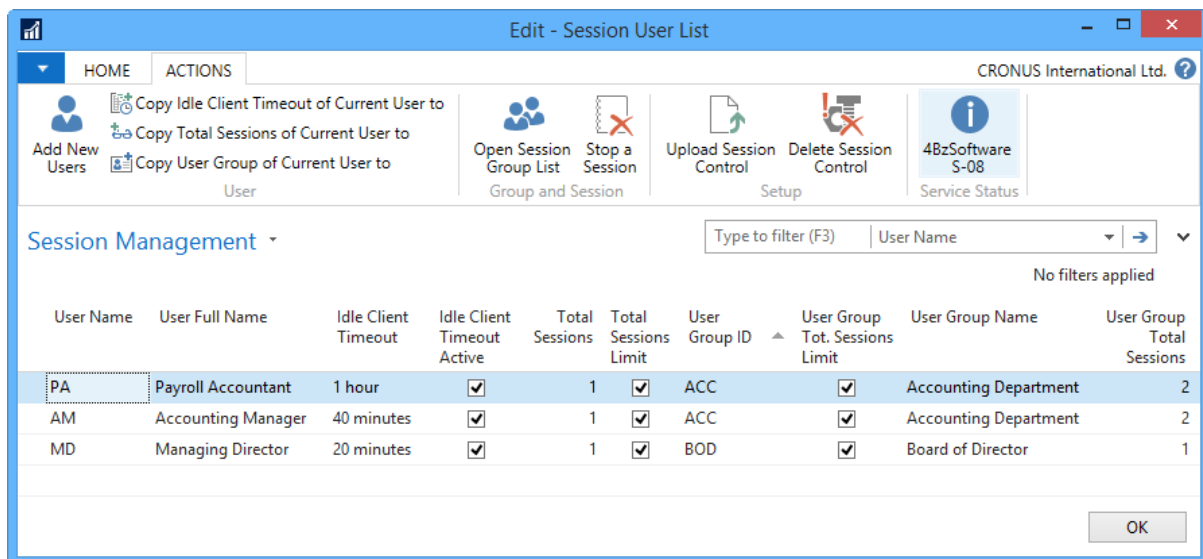 Edit - Session User List
HOME ACTIONS CRONUS International Ltd.
Add New Users
Copy Idle Client Timeout of Current User to
Copy Total Sessions of Current User to
Copy User Group of Current User to
User
Open Session Group List
Stop a Session
Group and Session
Upload Session Control
Delete Session Control
Setup
4BzSoftware S-08
Service Status
Session Management
Type to filter (F3) User Name
No filters applied
User Name User Full Name Idle Client Timeout Idle Client Timeout Active Total Sessions Total Sessions Limit User Group ID User Group Tot. Sessions Limit User Group Name User Group Total Sessions
PA Payroll Accountant 1 hour 1 ACC Accounting Department 2
AM Accounting Manager 40 minutes 1 ACC Accounting Department 2
MD Managing Director 20 minutes 1 BOD Board of Director 1
OK